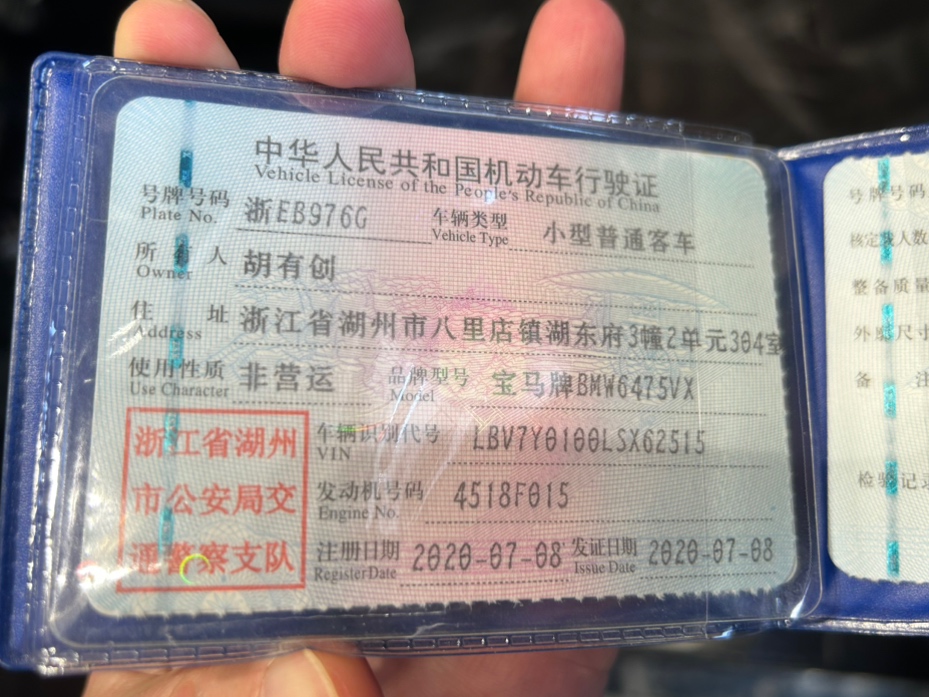 中华人民共和国机动车行驶证
Vehicle License of the People's Republic of China
号牌号码 浙EB976G 车辆类型 小型普通客车
Plate No. Vehicle Type
所有人 胡有创
Owner
住址 浙江省湖州市八里店镇湖东府3幢2单元304室
Address
使用性质 非营运 品牌型号 宝马牌BMW6475VX
Use Character Model
浙江省湖州
市公安局交
通警察支队
车辆识别代号 LBV7Y0100LSX62515
VIN
发动机号码 4518F015
Engine No.
注册日期 2020-07-08 发证日期 2020-07-08
Register Date Issue Date
号牌号码
核定载人数
整备质量
外廓尺寸
备 注
检验记录